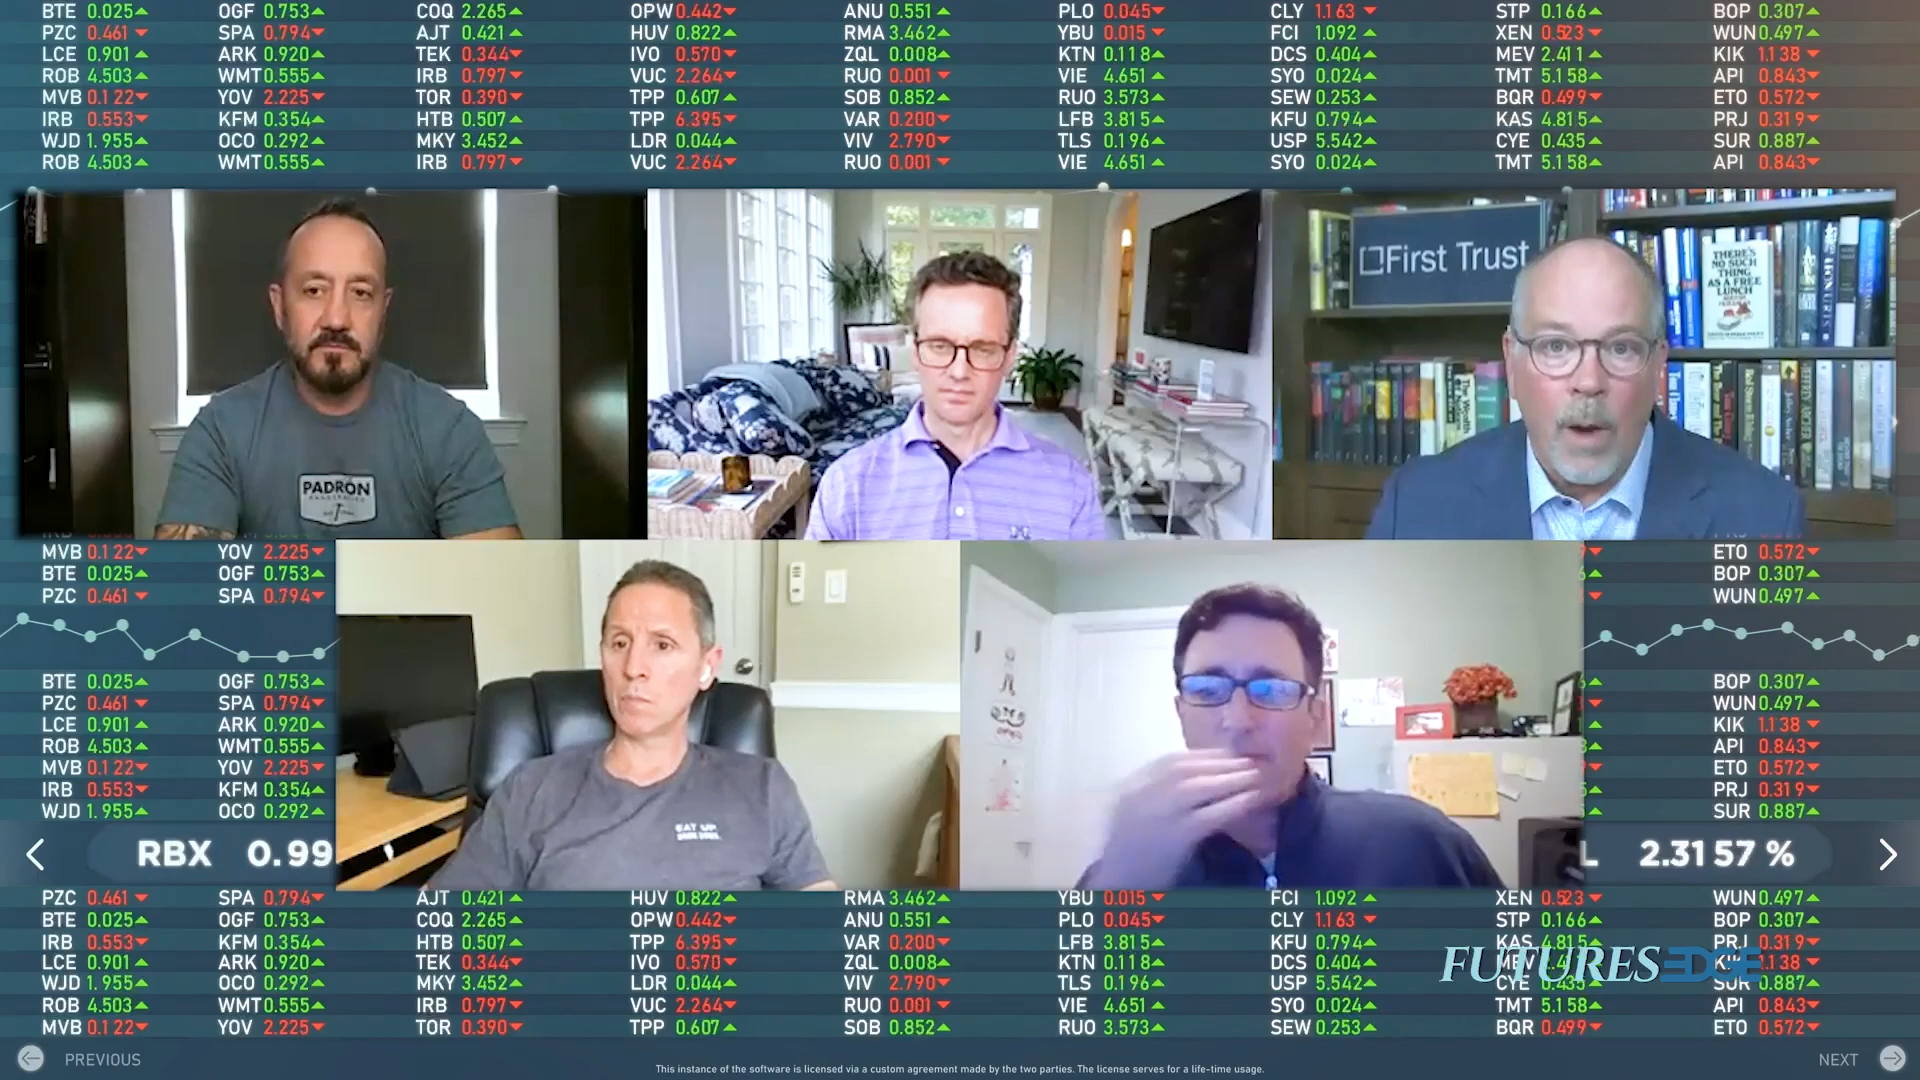 BTE 0.025 OGF 0.753 COQ 2.265 OPW 0.442 ANU 0.551 PLO 0.045 CLY 1.163 STP 0.166 BOP 0.307
PZC 0.461 SPA 0.794 AJT 0.421 HUV 0.822 RMA 3.462 YBU 0.015 FCI 1.092 XEN 0.523 WUN 0.497
LCE 0.901 ARK 0.920 TEK 0.344 IVO 0.570 ZQL 0.008 KTN 0.118 DCS 0.404 MEV 2.411 KIK 1.138
ROB 4.503 WMT 0.555 IRB 0.797 VUC 2.264 RUO 0.001 VIE 4.651 SYO 0.024 TMT 5.158 API 0.843
MVB 0.122 YOV 2.225 TOR 0.390 TPP 0.607 SOB 0.852 RUO 3.573 SEW 0.253 BQR 0.499 ETO 0.572
IRB 0.553 KFM 0.354 HTB 0.507 TPP 6.395 VAR 0.200 LFB 3.815 KFU 0.794 KAS 4.815 PRJ 0.319
WJD 1.955 OCO 0.292 MKY 3.452 LDR 0.044 VIV 2.790 TLS 0.196 USP 5.542 CYE 0.435 SUR 0.887
ROB 4.503 WMT 0.555 IRB 0.797 VUC 2.264 RUO 0.001 VIE 4.651 SYO 0.024 TMT 5.158 API 0.843
First Trust
THERE'S
NO SUCH
THING
AS A FREE
LUNCH
PADRÓN
MVB 0.122 YOV 2.225 ETO 0.572
BTE 0.025 OGF 0.753 BOP 0.307
PZC 0.461 SPA 0.794 WUN 0.497
BTE 0.025 OGF 0.753 BOP 0.307
PZC 0.461 SPA 0.794 WUN 0.497
LCE 0.901 ARK 0.920 KIK 1.138
ROB 4.503 WMT 0.555 API 0.843
MVB 0.122 YOV 2.225 ETO 0.572
IRB 0.553 KFM 0.354 PRJ 0.319
WJD 1.955 OCO 0.292 SUR 0.887
EAT UP
RBX 0.99 L 2.3157 %
PZC 0.461 SPA 0.794 AJT 0.421 HUV 0.822 RMA 3.462 YBU 0.015 FCI 1.092 XEN 0.523 WUN 0.497
BTE 0.025 OGF 0.753 COQ 2.265 OPW 0.442 ANU 0.551 PLO 0.045 CLY 1.163 STP 0.166 BOP 0.307
IRB 0.553 KFM 0.354 HTB 0.507 TPP 6.395 VAR 0.200 LFB 3.815 KFU 0.794 KAS 4.815 PRJ 0.319
LCE 0.901 ARK 0.920 TEK 0.344 IVO 0.570 ZQL 0.008 KTN 0.118 DCS 0.404
FUTURES EDGE
WJD 1.955 OCO 0.292 MKY 3.452 LDR 0.044 VIV 2.790 TLS 0.196 USP 5.542 CYE 0.435 SUR 0.887
ROB 4.503 WMT 0.555 IRB 0.797 VUC 2.264 RUO 0.001 VIE 4.651 SYO 0.024 TMT 5.158 API 0.843
MVB 0.122 YOV 2.225 TOR 0.390 TPP 0.607 SOB 0.852 RUO 3.573 SEW 0.253 BQR 0.499 ETO 0.572
PREVIOUS NEXT
This instance of the software is licensed via a custom agreement made by the two parties. The license serves for a life-time usage.